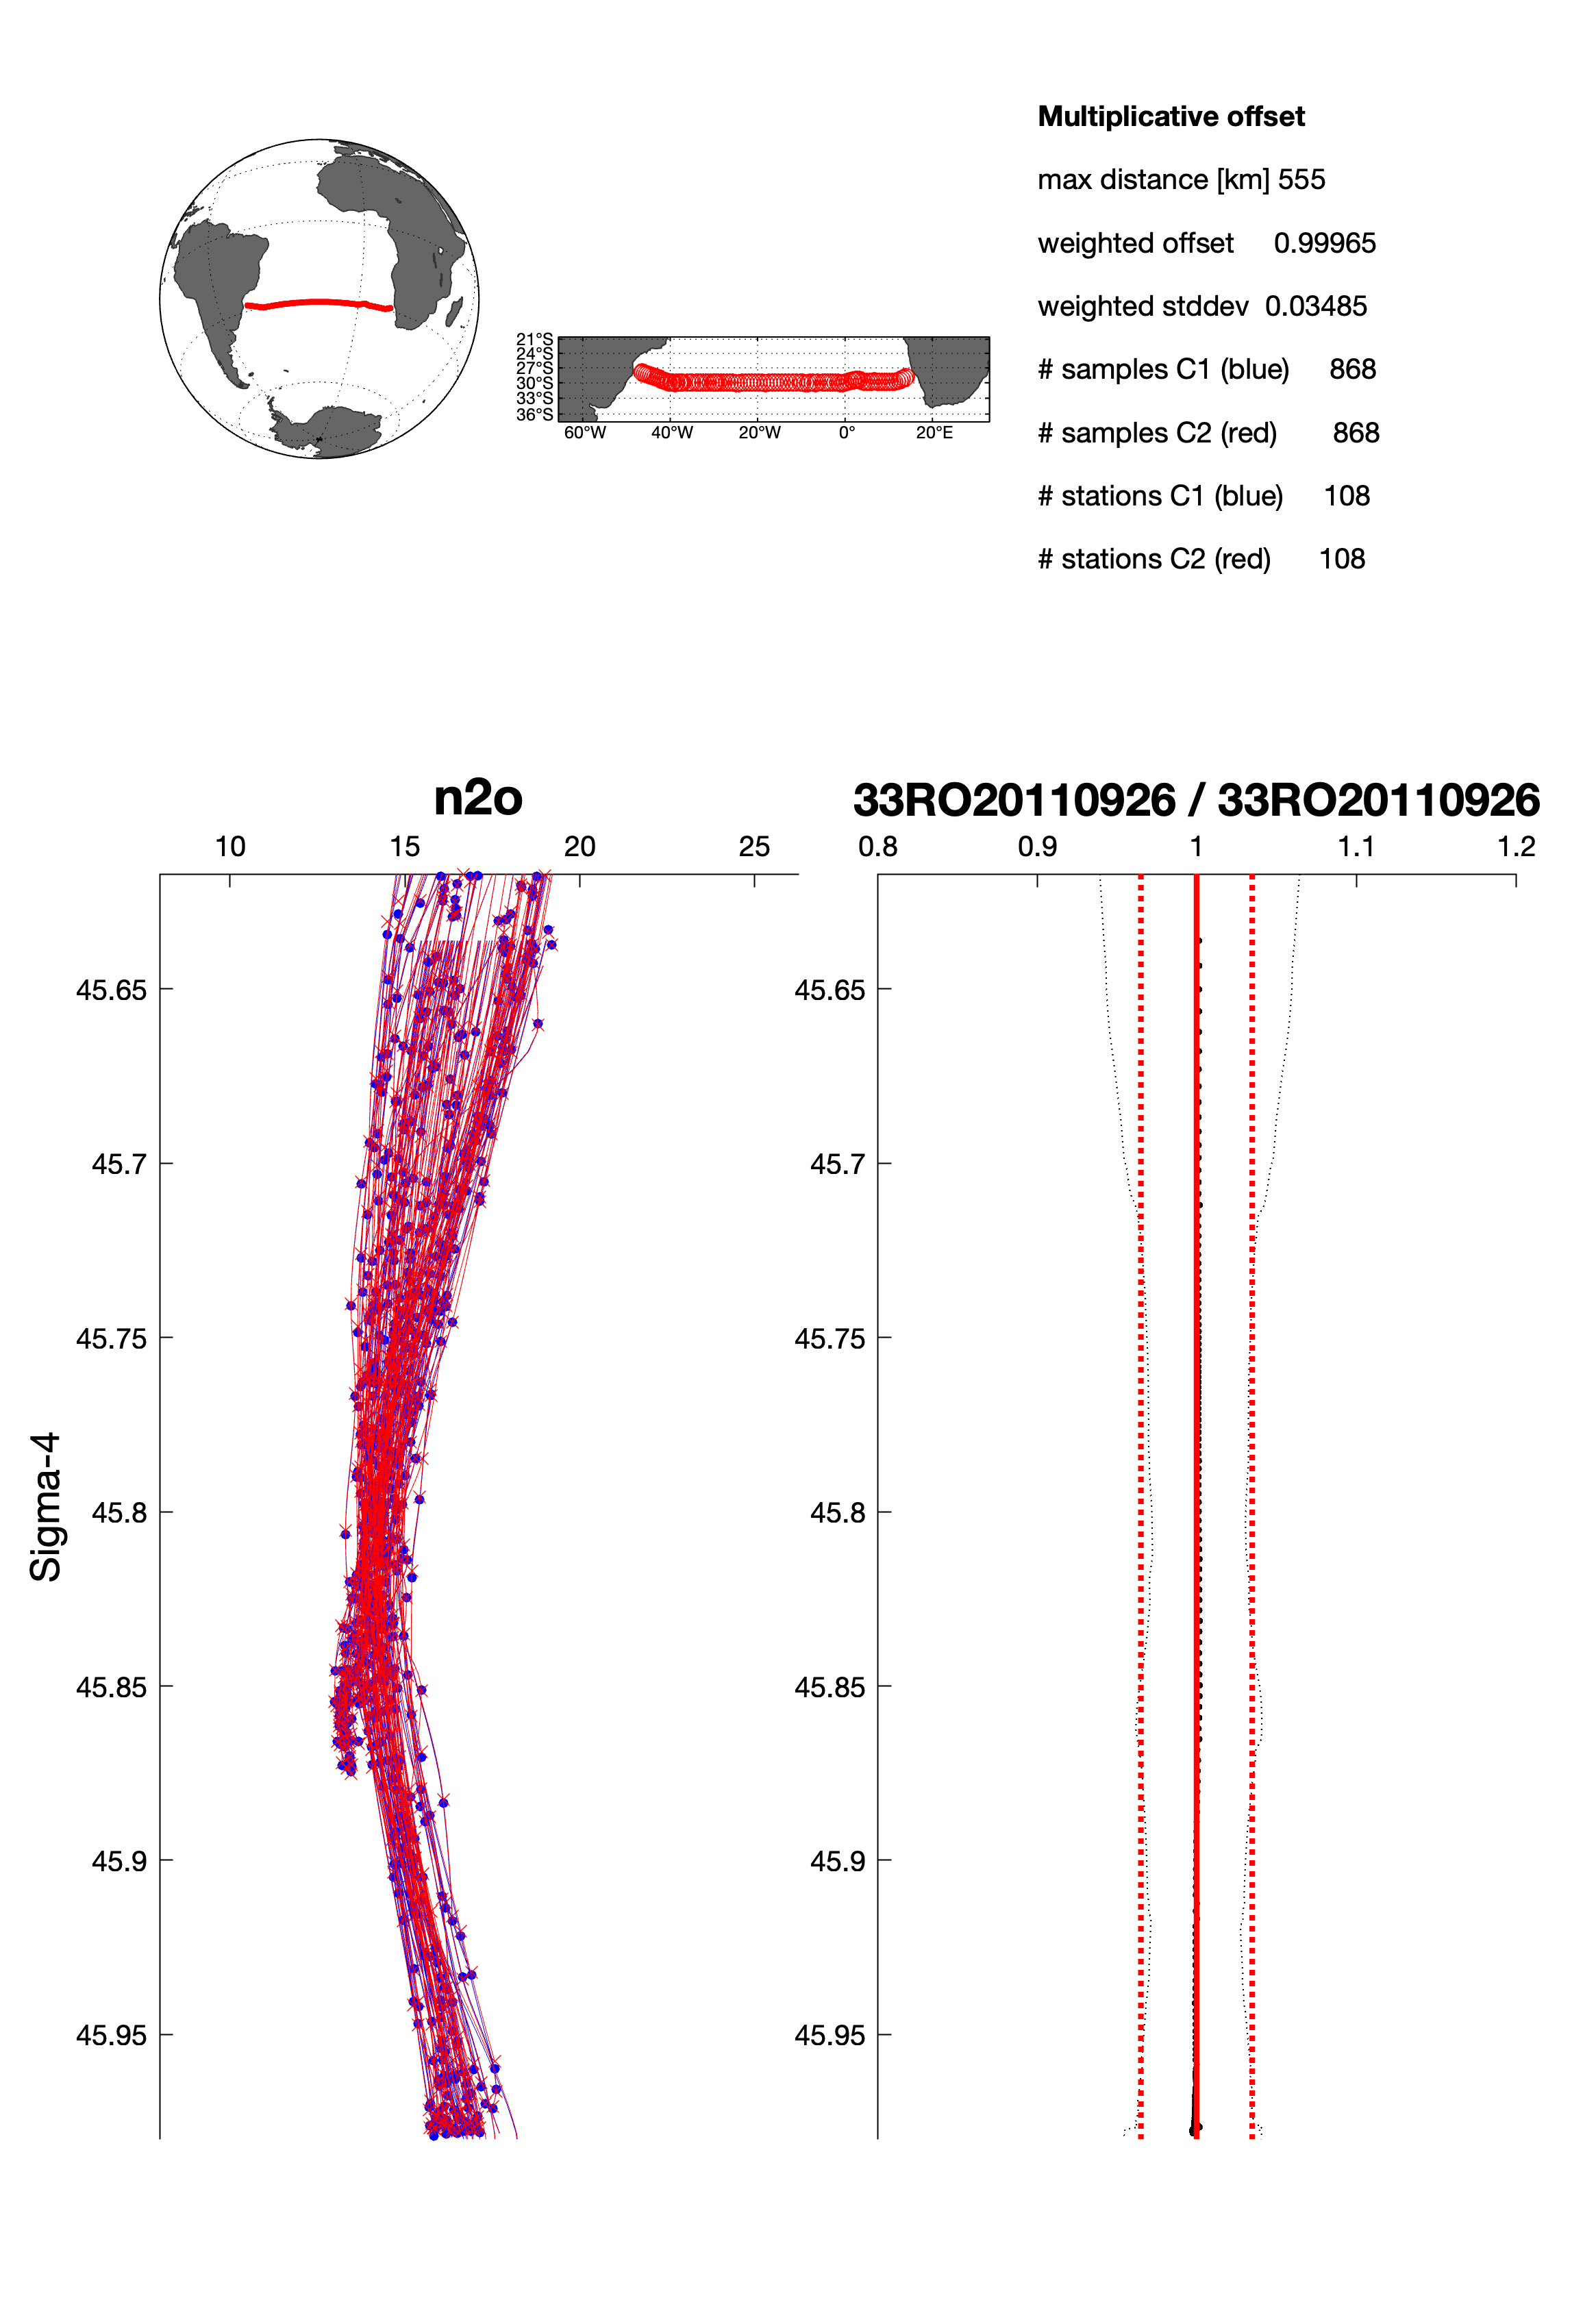 Multiplicative offset
max distance [km] 555
weighted offset 0.99965
weighted stddev 0.03485
# samples C1 (blue) 868
# samples C2 (red) 868
# stations C1 (blue) 108
# stations C2 (red) 108
21°S
24°S
27°S
30°S
33°S
36°S
60°W 40°W 20°W 0° 20°E
n2o
10 15 20 25
Sigma-4
45.65
45.7
45.75
45.8
45.85
45.9
45.95
33RO20110926 / 33RO20110926
0.8 0.9 1 1.1 1.2
45.65
45.7
45.75
45.8
45.85
45.9
45.95